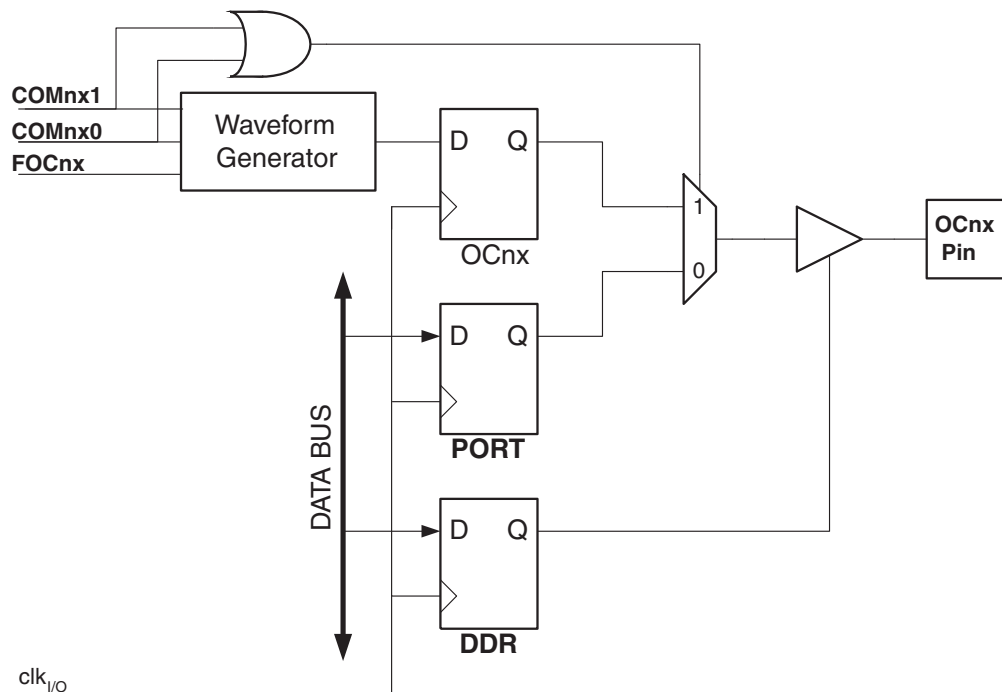 COMnx1
COMnx0
FOCnx
Waveform
Generator
D Q
OCnx
1
0
OCnx
Pin
D Q
PORT
DATA BUS
D Q
DDR
clkI/O